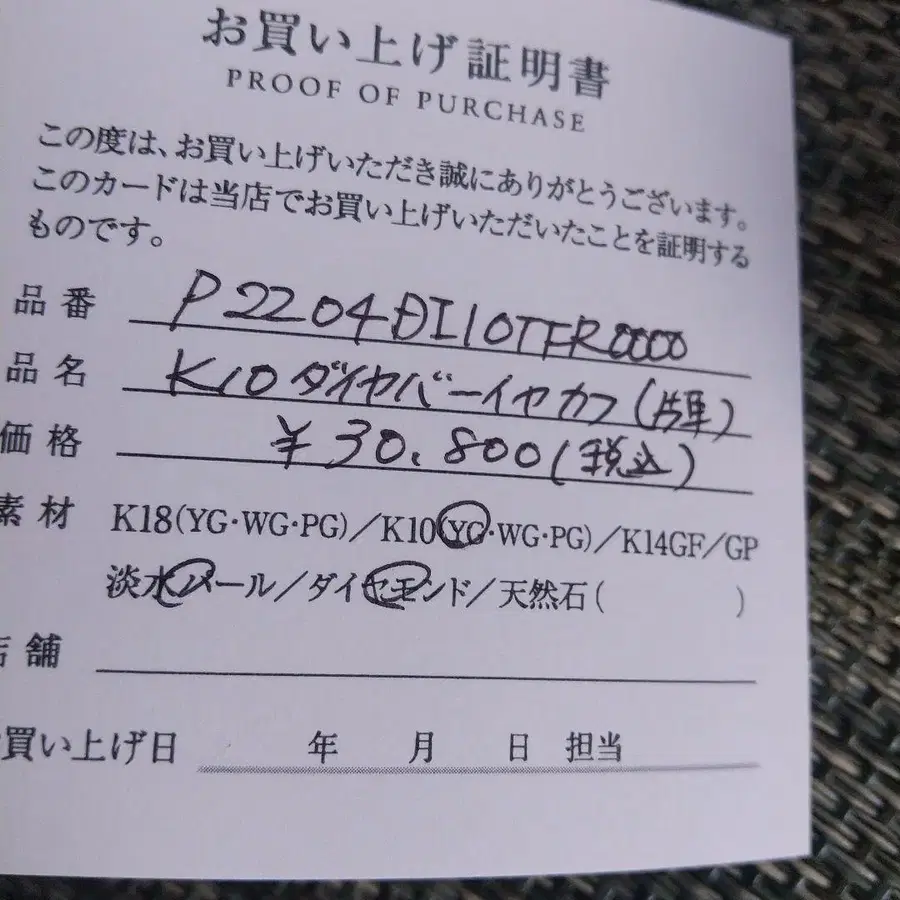 お買い上げ証明書
PROOF OF PURCHASE
この度は、お買い上げいただき誠にありがとうございます。
このカードは当店でお買い上げいただいたことを証明する
ものです。
品番 P2204DI10TFR0000
品名 K10ダイヤバーイヤカフ(片耳)
価格 ¥30.800(税込)
素材 K18(YG・WG・PG)/K10(YG・WG・PG)/K14GF/GP
淡水パール/ダイヤモンド/天然石( )
店舗
買い上げ日 年 月 日 担当